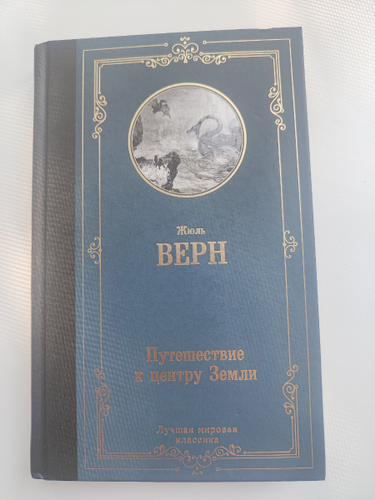 Жюль
ВЕРН
Путешествие
к центру Земли
Лучшая мировая
классика